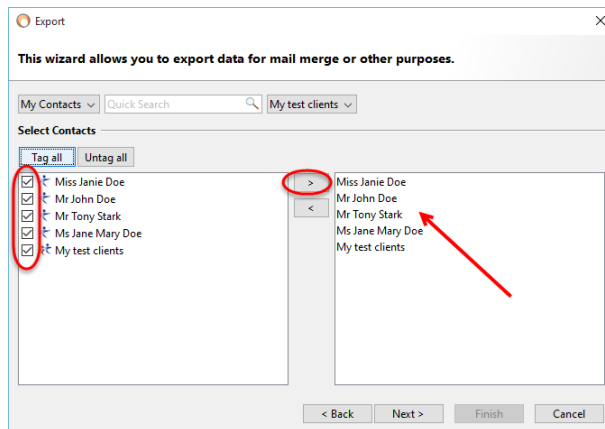 Export
This wizard allows you to export data for mail merge or other purposes.
My Contacts Quick Search My test clients
Select Contacts
Tag all Untag all
Miss Janie Doe
Mr John Doe
Mr Tony Stark
Ms Jane Mary Doe
My test clients
>
<
Miss Janie Doe
Mr John Doe
Mr Tony Stark
Ms Jane Mary Doe
My test clients
< Back Next > Finish Cancel